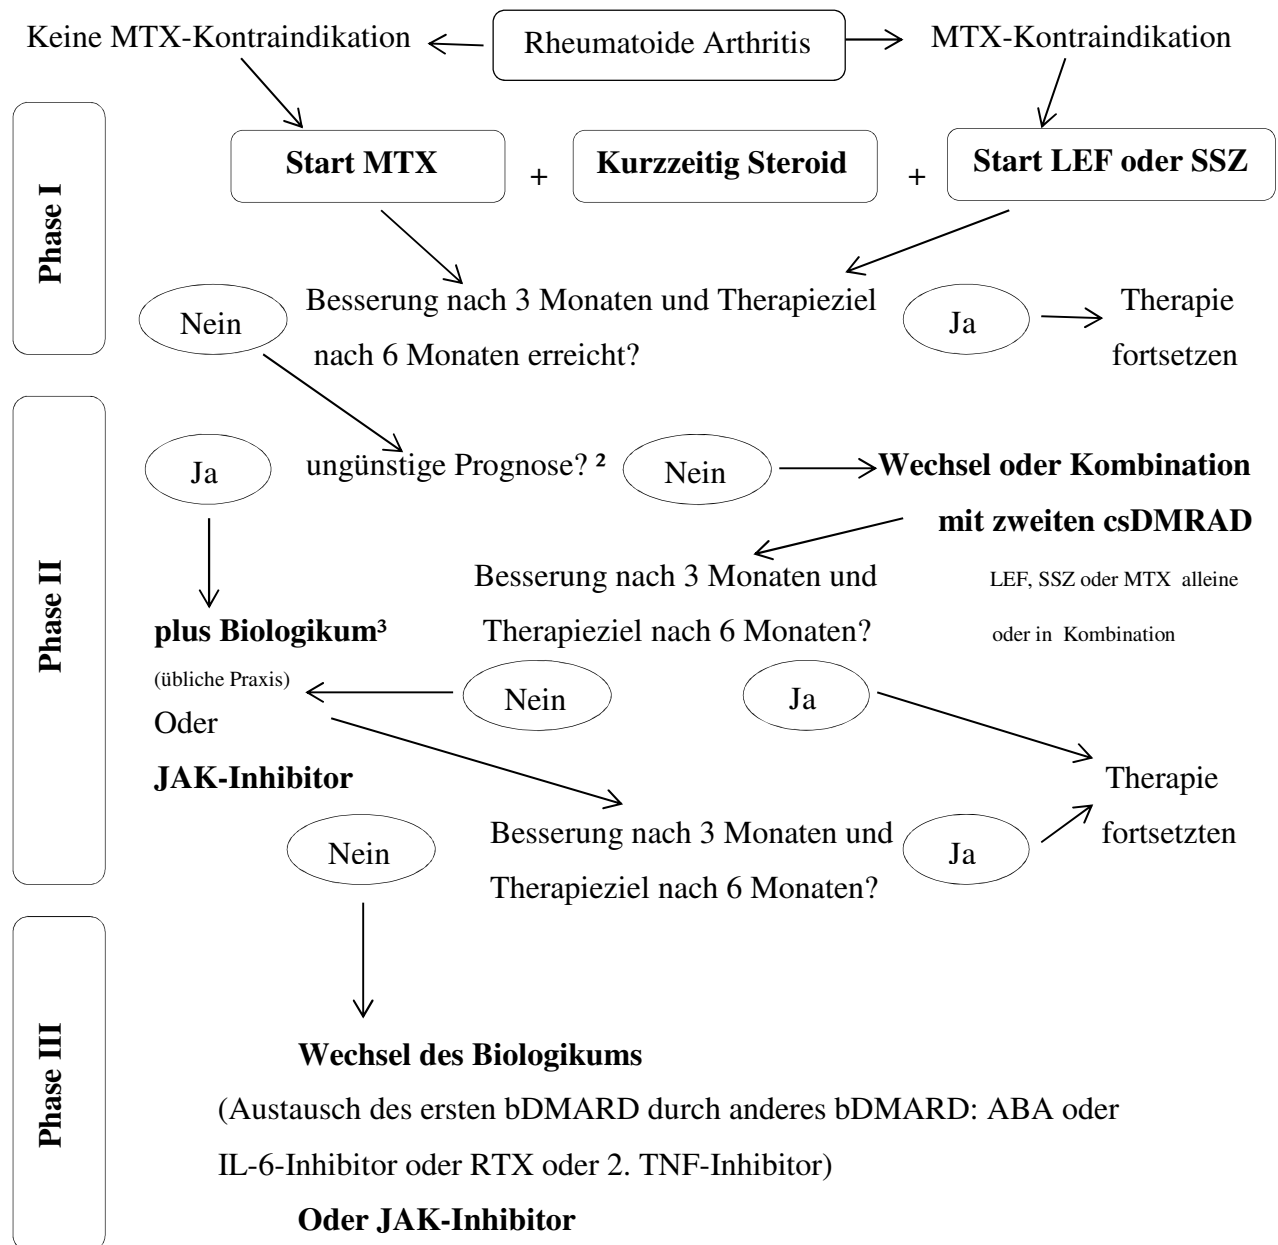 Keine MTX-Kontraindikation
Rheumatoide Arthritis
MTX-Kontraindikation
Phase I
Start MTX
+
Kurzzeitig Steroid
+
Start LEF oder SSZ
Nein
Besserung nach 3 Monaten und Therapieziel
nach 6 Monaten erreicht?
Ja
Therapie
fortsetzen
Phase II
Ja
ungünstige Prognose? ²
Nein
Wechsel oder Kombination
mit zweiten csDMRAD
LEF, SSZ oder MTX alleine
oder in Kombination
Besserung nach 3 Monaten und
Therapieziel nach 6 Monaten?
plus Biologikum³
(übliche Praxis)
Oder
JAK-Inhibitor
Nein
Ja
Therapie
fortsetzten
Nein
Besserung nach 3 Monaten und
Therapieziel nach 6 Monaten?
Ja
Phase III
Wechsel des Biologikums
(Austausch des ersten bDMARD durch anderes bDMARD: ABA oder
IL-6-Inhibitor oder RTX oder 2. TNF-Inhibitor)
Oder JAK-Inhibitor